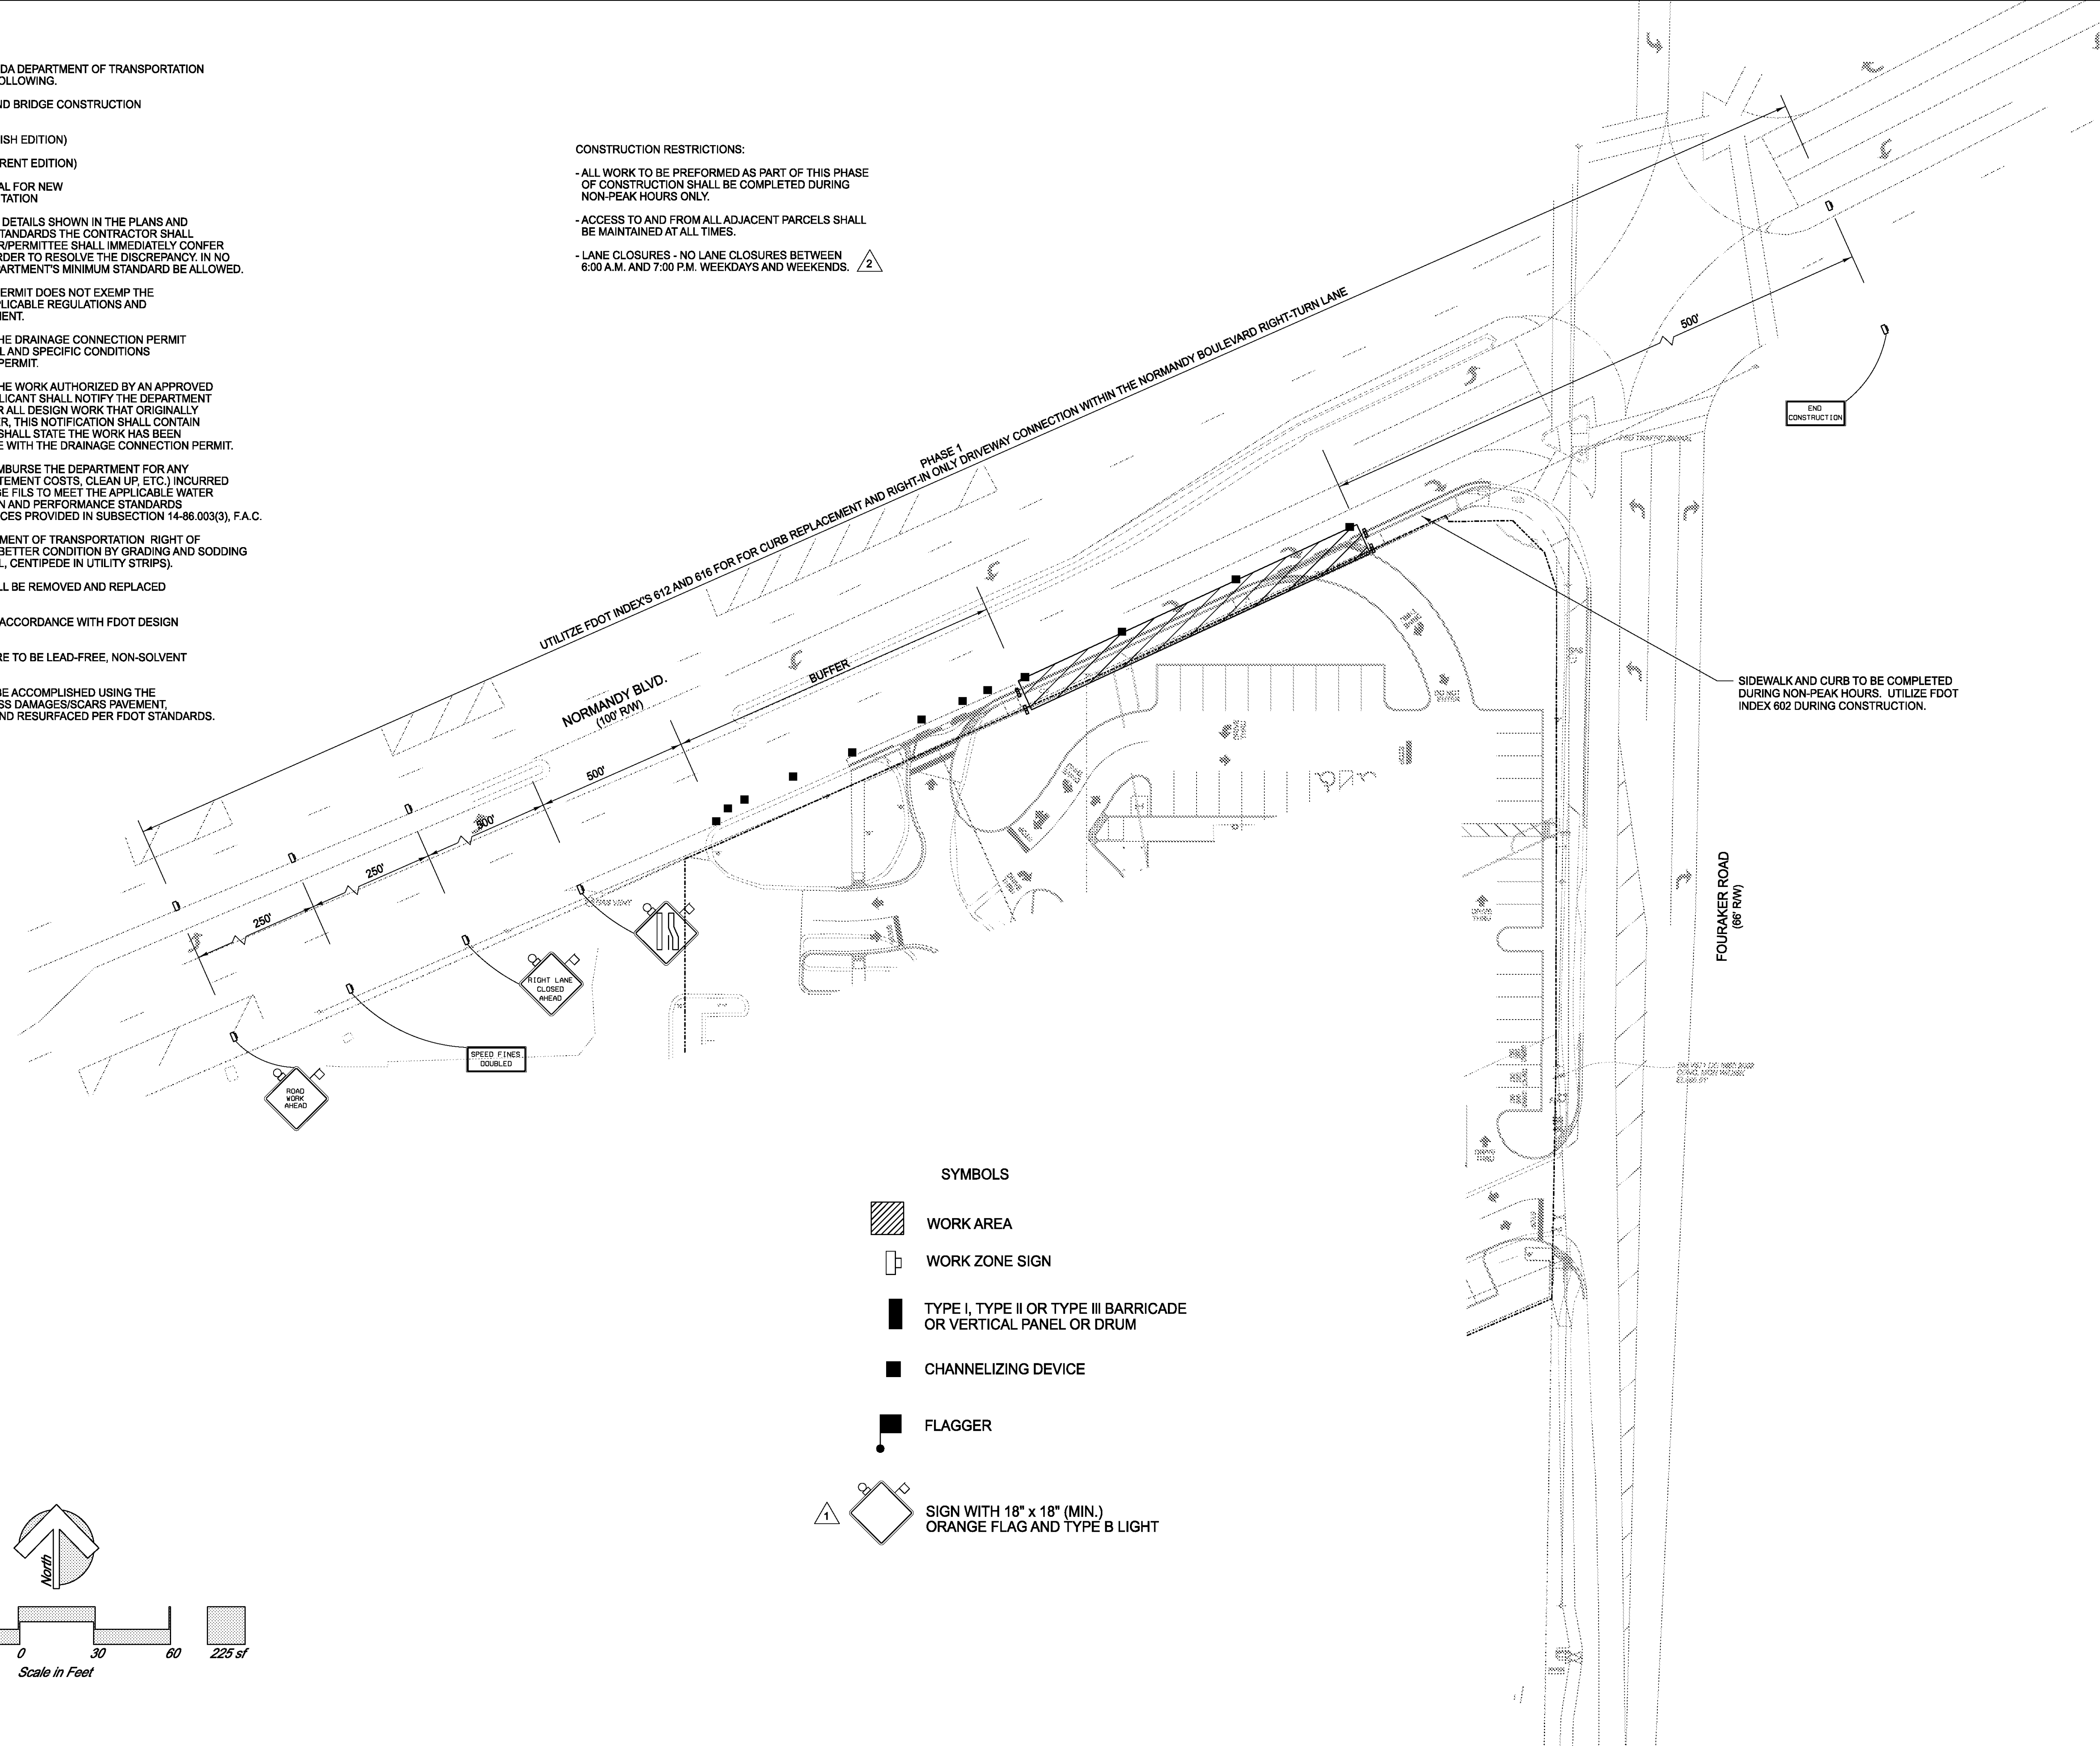 DA DEPARTMENT OF TRANSPORTATION
OLLOWING.
ND BRIDGE CONSTRUCTION
ISH EDITION)
RENT EDITION)
AL FOR NEW
TATION
DETAILS SHOWN IN THE PLANS AND
TANDARDS THE CONTRACTOR SHALL
R/PERMITTEE SHALL IMMEDIATELY CONFER
RDER TO RESOLVE THE DISCREPANCY. IN NO
PARTMENT'S MINIMUM STANDARD BE ALLOWED.
ERMIT DOES NOT EXEMP THE
PLICABLE REGULATIONS AND
MENT.
HE DRAINAGE CONNECTION PERMIT
L AND SPECIFIC CONDITIONS
PERMIT.
HE WORK AUTHORIZED BY AN APPROVED
LICANT SHALL NOTIFY THE DEPARTMENT
R ALL DESIGN WORK THAT ORIGINALLY
ER, THIS NOTIFICATION SHALL CONTAIN
SHALL STATE THE WORK HAS BEEN
E WITH THE DRAINAGE CONNECTION PERMIT.
MBURSE THE DEPARTMENT FOR ANY
TEMENT COSTS, CLEAN UP, ETC.) INCURRED
GE FILS TO MEET THE APPLICABLE WATER
N AND PERFORMANCE STANDARDS
CES PROVIDED IN SUBSECTION 14-86.003(3), F.A.C.
MENT OF TRANSPORTATION RIGHT OF
BETTER CONDITION BY GRADING AND SODDING
L, CENTIPEDE IN UTILITY STRIPS).
LL BE REMOVED AND REPLACED
ACCORDANCE WITH FDOT DESIGN
RE TO BE LEAD-FREE, NON-SOLVENT
BE ACCOMPLISHED USING THE
SS DAMAGES/SCARS PAVEMENT,
ND RESURFACED PER FDOT STANDARDS.
CONSTRUCTION RESTRICTIONS:
- ALL WORK TO BE PREFORMED AS PART OF THIS PHASE
OF CONSTRUCTION SHALL BE COMPLETED DURING
NON-PEAK HOURS ONLY.
- ACCESS TO AND FROM ALL ADJACENT PARCELS SHALL
BE MAINTAINED AT ALL TIMES.
- LANE CLOSURES - NO LANE CLOSURES BETWEEN
6:00 A.M. AND 7:00 P.M. WEEKDAYS AND WEEKENDS.
2
PHASE 1
UTILITZE FDOT INDEX'S 612 AND 616 FOR FOR CURB REPLACEMENT AND RIGHT-IN ONLY DRIVEWAY CONNECTION WITHIN THE NORMANDY BOULEVARD RIGHT-TURN LANE
500'
END
CONSTRUCTION
NORMANDY BLVD.
(100' R/W)
BUFFER
500'
500'
250'
250'
SIDEWALK AND CURB TO BE COMPLETED
DURING NON-PEAK HOURS. UTILIZE FDOT
INDEX 602 DURING CONSTRUCTION.
DO NOT
ENTER
FOURAKER ROAD
(66' R/W)
RIGHT LANE
CLOSED
AHEAD
SPEED FINES
DOUBLED
ROAD
WORK
AHEAD
SYMBOLS
WORK AREA
WORK ZONE SIGN
TYPE I, TYPE II OR TYPE III BARRICADE
OR VERTICAL PANEL OR DRUM
CHANNELIZING DEVICE
FLAGGER
1
SIGN WITH 18" x 18" (MIN.)
ORANGE FLAG AND TYPE B LIGHT
North
0 30 60 225 sf
Scale in Feet